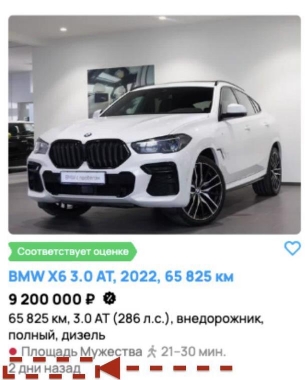 Соответствует оценке
BMW X6 3.0 AT, 2022, 65 825 км
9 200 000 ₽
65 825 км, 3.0 AT (286 л.с.), внедорожник,
полный, дизель
Площадь Мужества 21–30 мин.
2 дня назад